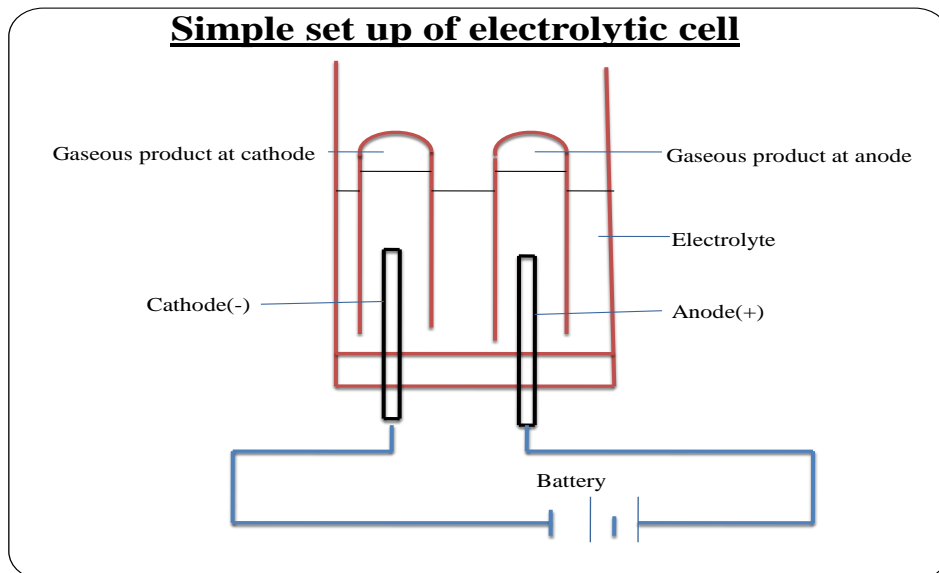 Simple set up of electrolytic cell
Gaseous product at cathode
Gaseous product at anode
Electrolyte
Cathode(-)
Anode(+)
Battery